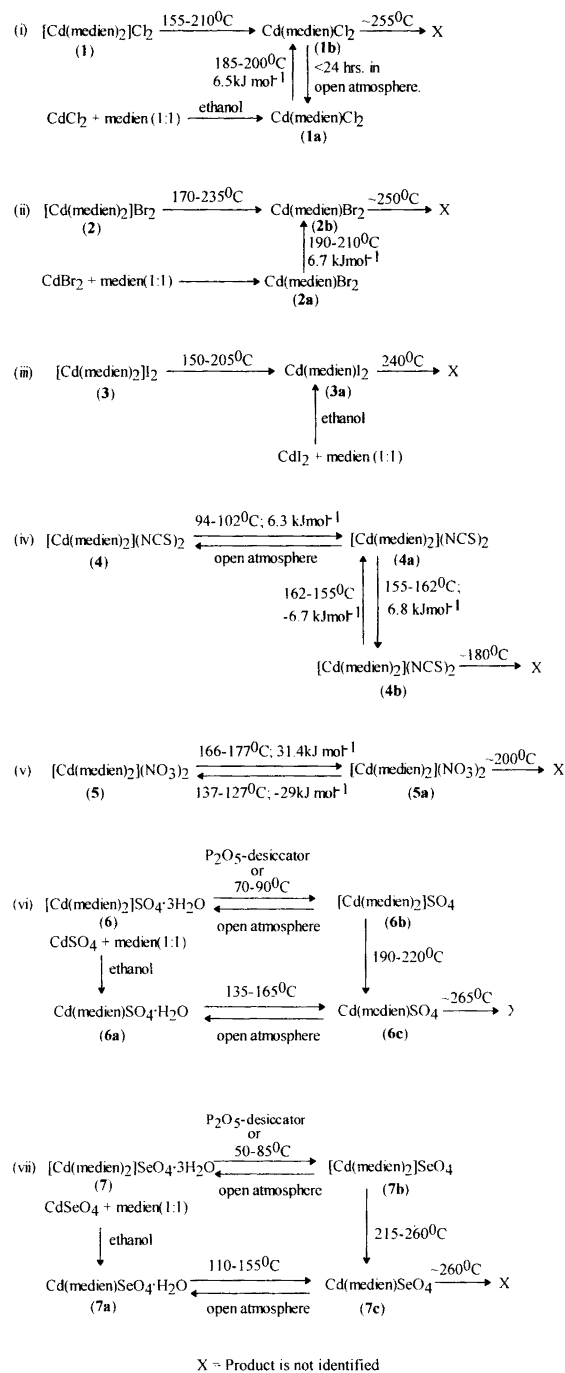 (i) [Cd(medien)2]Cl2 155-210⁰C Cd(medien)Cl2 ~255⁰C X
(1) (1b)
185-200⁰C <24 hrs. in
6.5kJ mol-1 open atmosphere.
CdCl2 + medien(1:1) ethanol Cd(medien)Cl2
(1a)
(ii) [Cd(medien)2]Br2 170-235⁰C Cd(medien)Br2 ~250⁰C X
(2) (2b)
190-210⁰C
6.7 kJmol-1
CdBr2 + medien(1:1) Cd(medien)Br2
(2a)
(iii) [Cd(medien)2]I2 150-205⁰C Cd(medien)I2 240⁰C X
(3) (3a)
ethanol
CdI2 + medien(1:1)
94-102⁰C; 6.3 kJmol-1
(iv) [Cd(medien)2](NCS)2 [Cd(medien)2](NCS)2
(4) open atmosphere (4a)
162-155⁰C 155-162⁰C;
-6.7 kJmol-1 6.8 kJmol-1
[Cd(medien)2](NCS)2 ~180⁰C X
(4b)
166-177⁰C; 31.4kJ mol-1
(v) [Cd(medien)2](NO3)2 [Cd(medien)2](NO3)2 ~200⁰C X
(5) 137-127⁰C; -29kJ mol-1 (5a)
P2O5-desiccator
or
70-90⁰C
(vi) [Cd(medien)2]SO4·3H2O [Cd(medien)2]SO4
(6) open atmosphere (6b)
CdSO4 + medien(1:1)
ethanol 190-220⁰C
135-165⁰C ~265⁰C
Cd(medien)SO4·H2O Cd(medien)SO4
(6a) open atmosphere (6c)
P2O5-desiccator
or
50-85⁰C
(vii) [Cd(medien)2]SeO4·3H2O [Cd(medien)2]SeO4
(7) open atmosphere (7b)
CdSeO4 + medien(1:1)
ethanol 215-260⁰C
110-155⁰C ~260⁰C
Cd(medien)SeO4·H2O Cd(medien)SeO4 X
(7a) open atmosphere (7c)
X = Product is not identified